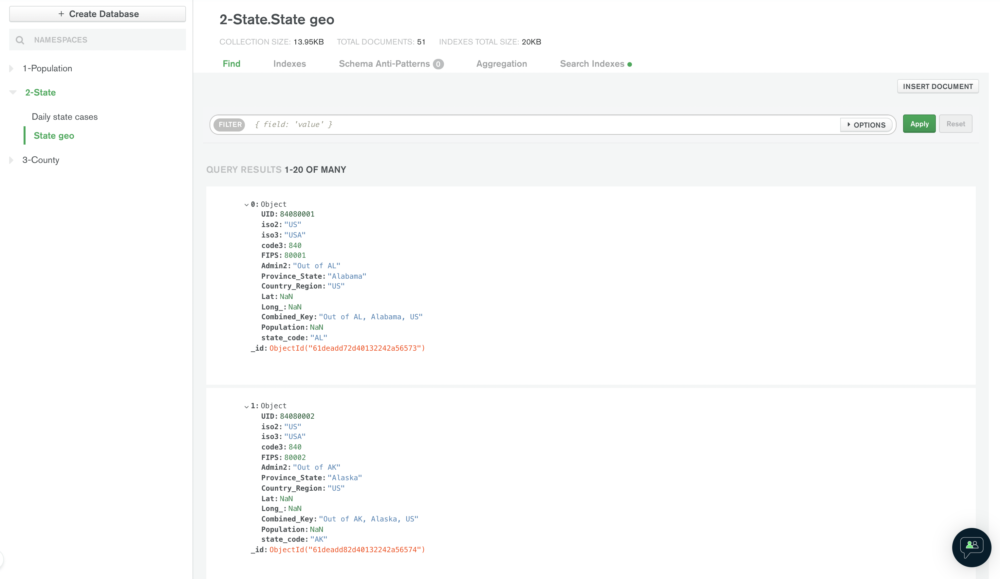 + Create Database
NAMESPACES
1-Population
2-State
Daily state cases
State geo
3-County
2-State.State geo
COLLECTION SIZE: 13.95KB TOTAL DOCUMENTS: 51 INDEXES TOTAL SIZE: 20KB
Find Indexes Schema Anti-Patterns 0 Aggregation Search Indexes
INSERT DOCUMENT
FILTER { field: 'value' } OPTIONS Apply Reset
QUERY RESULTS 1-20 OF MANY
0: Object
UID: 84080001
iso2: "US"
iso3: "USA"
code3: 840
FIPS: 80001
Admin2: "Out of AL"
Province_State: "Alabama"
Country_Region: "US"
Lat: NaN
Long_: NaN
Combined_Key: "Out of AL, Alabama, US"
Population: NaN
state_code: "AL"
_id: ObjectId("61deadd72d40132242a56573")
1: Object
UID: 84080002
iso2: "US"
iso3: "USA"
code3: 840
FIPS: 80002
Admin2: "Out of AK"
Province_State: "Alaska"
Country_Region: "US"
Lat: NaN
Long_: NaN
Combined_Key: "Out of AK, Alaska, US"
Population: NaN
state_code: "AK"
_id: ObjectId("61deadd82d40132242a56574")